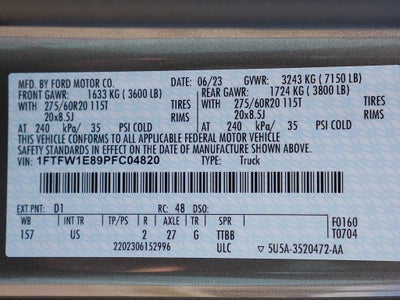 MFD. BY FORD MOTOR CO. DATE: 06/23 GVWR: 3243 KG ( 7150 LB)
FRONT GAWR: 1633 KG ( 3600 LB) REAR GAWR: 1724 KG ( 3800 LB)
WITH 275/60R20 115T TIRES WITH 275/60R20 115T TIRES
20x8.5J RIMS 20x8.5J RIMS
AT 240 kPa/ 35 PSI COLD AT 240 kPa/ 35 PSI COLD
THIS VEHICLE CONFORMS TO ALL APPLICABLE FEDERAL MOTOR VEHICLE
SAFETY STANDARDS IN EFFECT ON THE DATE OF MANUFACTURE SHOWN ABOVE.
VIN: 1FTFW1E89PFC04820 TYPE: Truck
EXT PNT: D1 RC: 48 DSO:
WB INT TR TP/PS R AXLE TR SPR F0160
157 US 2 27 G TTBB T0704
2202306152996 ULC 5U5A-3520472-AA